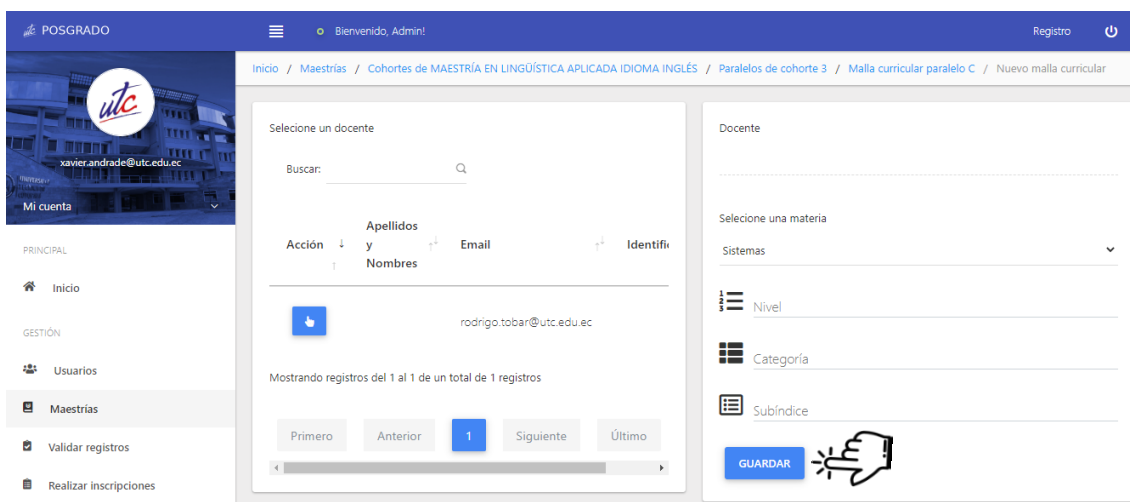 utc POSGRADO
Bienvenido, Admin!
Registro
utc
xavier.andrade@utc.edu.ec
Mi cuenta
PRINCIPAL
Inicio
GESTIÓN
Usuarios
Maestrías
Validar registros
Realizar inscripciones
Inicio / Maestrías / Cohortes de MAESTRÍA EN LINGÜÍSTICA APLICADA IDIOMA INGLÉS / Paralelos de cohorte 3 / Malla curricular paralelo C / Nuevo malla curricular
Selecione un docente
Buscar:
Acción
Apellidos
y
Nombres
Email
Identific
rodrigo.tobar@utc.edu.ec
Mostrando registros del 1 al 1 de un total de 1 registros
Primero Anterior 1 Siguiente Último
Docente
Selecione una materia
Sistemas
Nivel
Categoría
Subíndice
GUARDAR